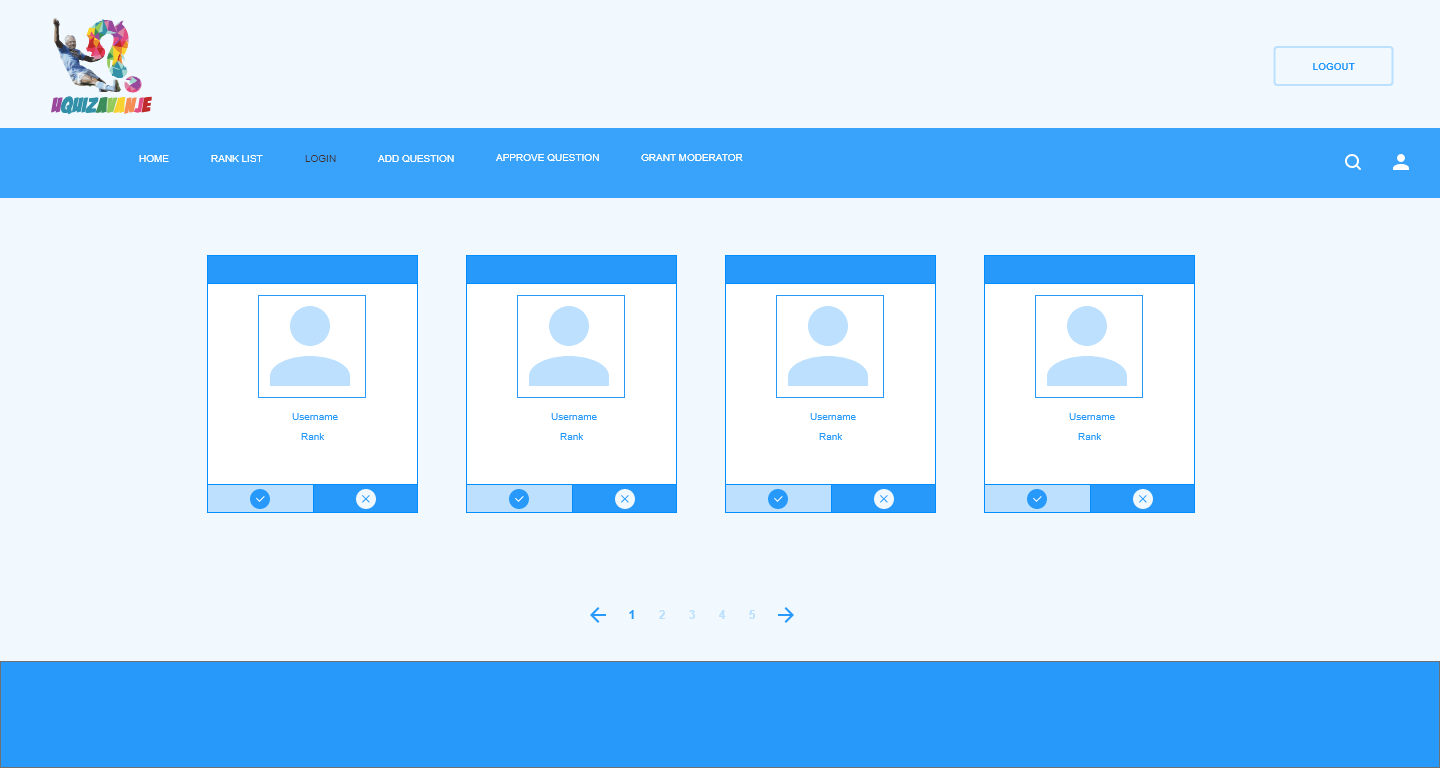 UQUIZAVANJE
LOGOUT
HOME RANK LIST LOGIN ADD QUESTION APPROVE QUESTION GRANT MODERATOR
Username Username Username Username
Rank Rank Rank Rank
1 2 3 4 5